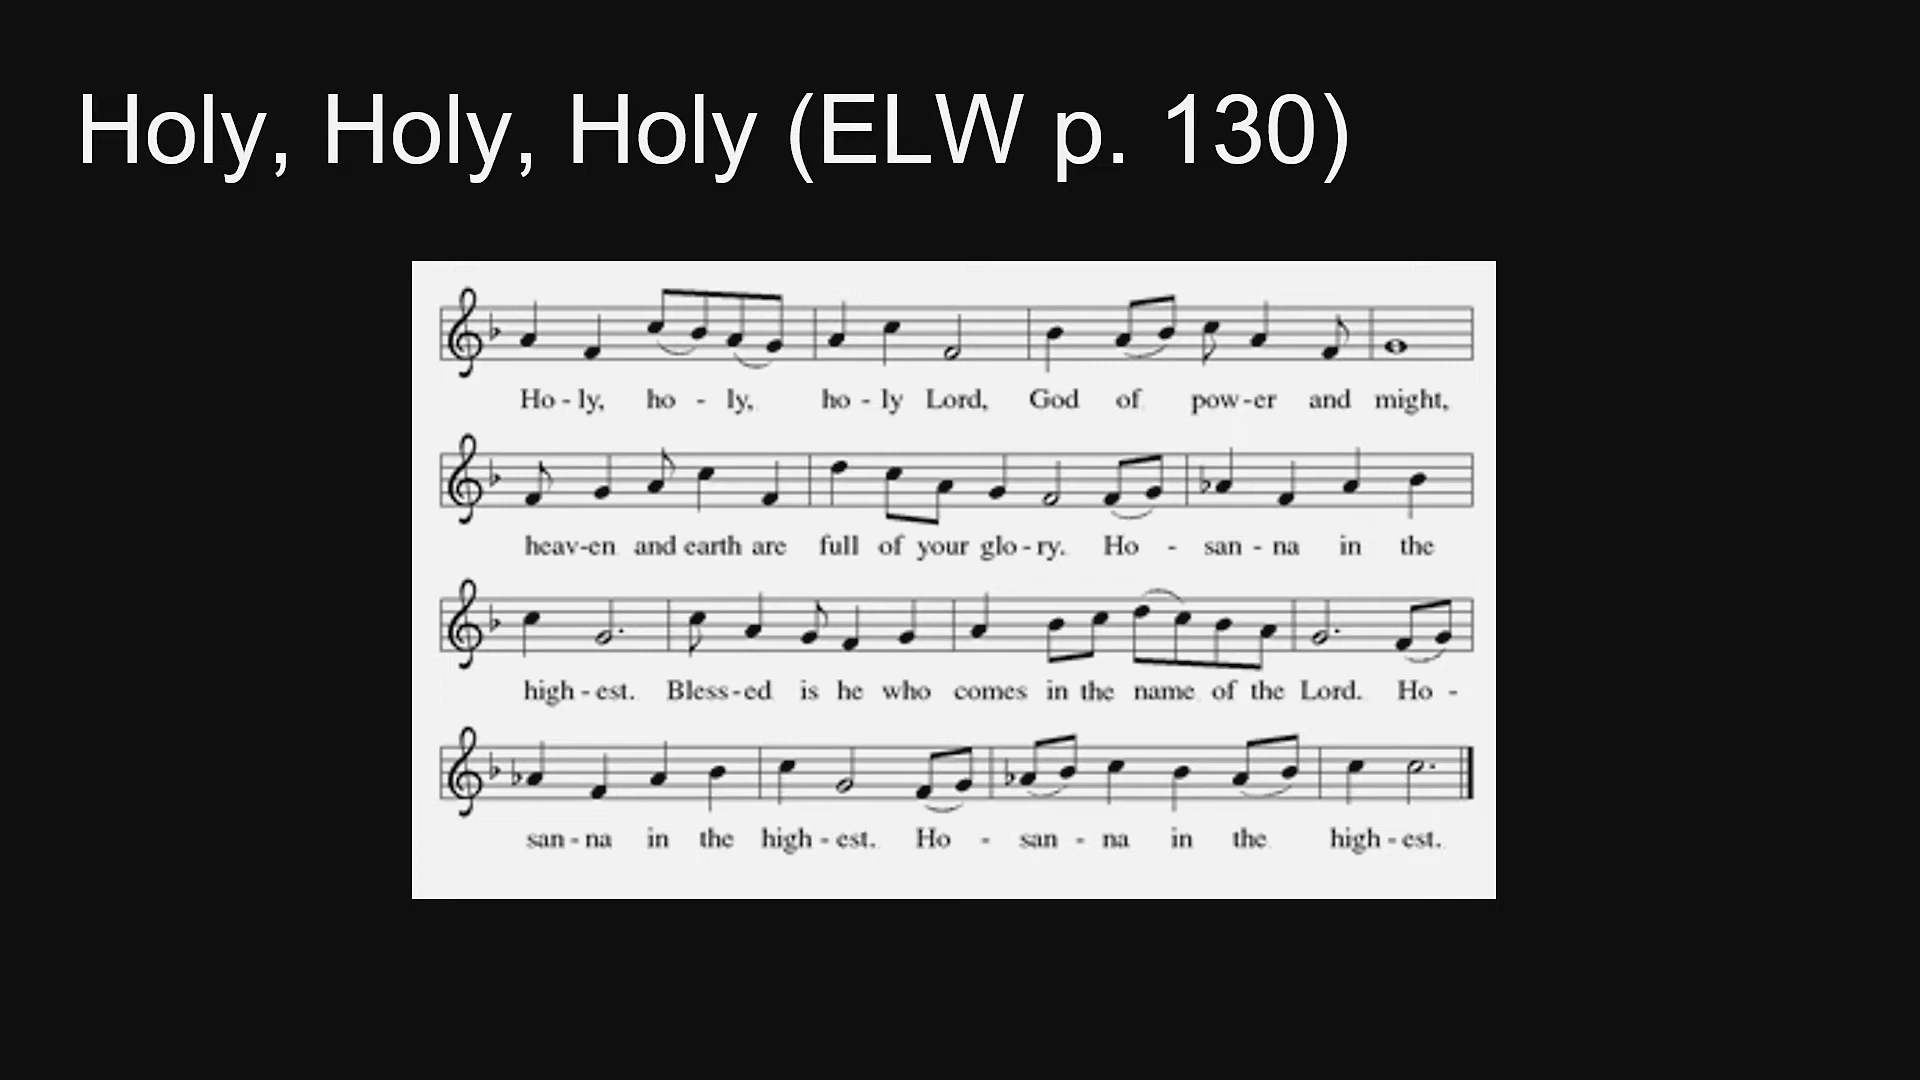 Holy, Holy, Holy (ELW p. 130)
Ho - ly, ho - ly, ho - ly Lord, God of pow - er and might,
heav - en and earth are full of your glo - ry. Ho - san - na in the
high - est. Bless - ed is he who comes in the name of the Lord. Ho -
san - na in the high - est. Ho - san - na in the high - est.